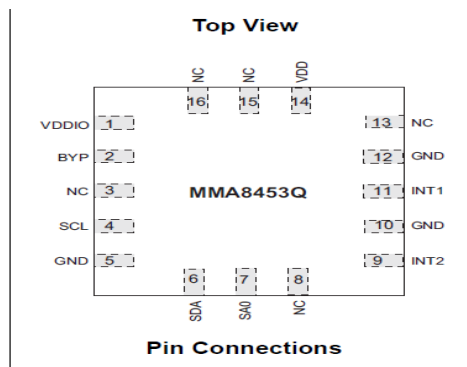 Top View
NC NC VDD
16 15 14
VDDIO 1 13 NC
BYP 2 12 GND
NC 3 MMA8453Q 11 INT1
SCL 4 10 GND
GND 5 9 INT2
6 7 8
SDA SA0 NC
Pin Connections